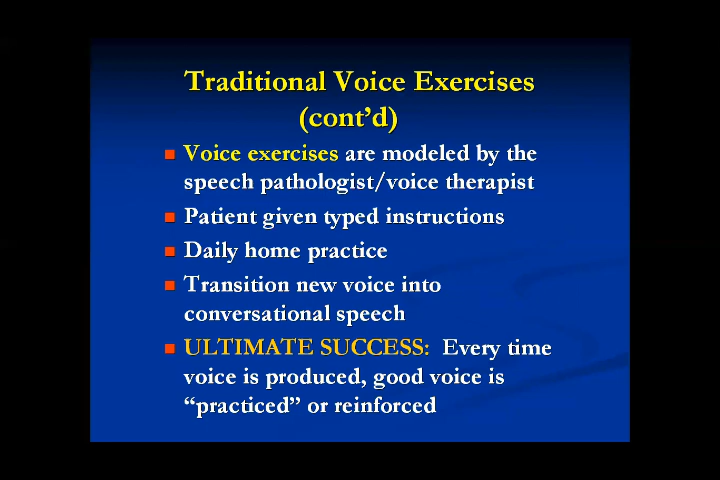 Traditional Voice Exercises
(cont’d)
Voice exercises are modeled by the
speech pathologist/voice therapist
Patient given typed instructions
Daily home practice
Transition new voice into
conversational speech
ULTIMATE SUCCESS: Every time
voice is produced, good voice is
“practiced” or reinforced